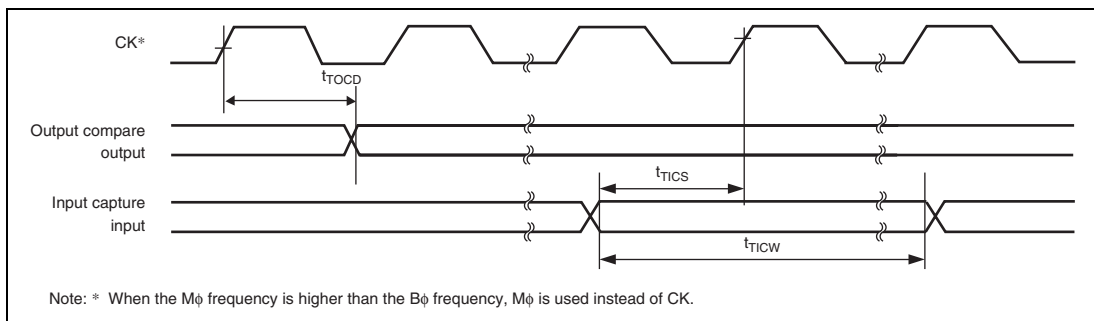 CK*
tTOCD
Output compare
output
tTICS
Input capture
input
tTICW
Note: * When the Mφ frequency is higher than the Bφ frequency, Mφ is used instead of CK.